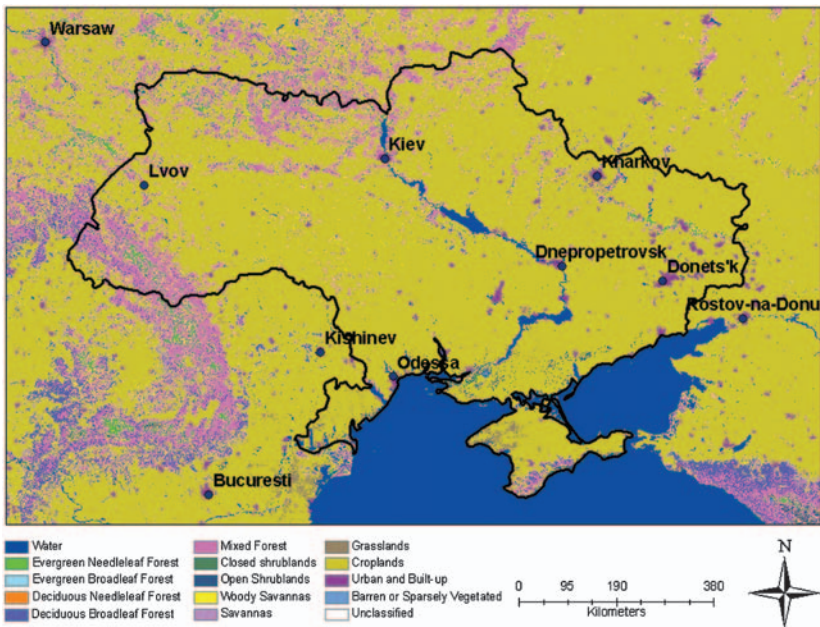 Warsaw
Kiev
Lvov
Kharkov
Dnepropetrovsk
Donets'k
Rostov-na-Donu
Kishinev
Odessa
Bucuresti
Water
Evergreen Needleleaf Forest
Evergreen Broadleaf Forest
Deciduous Needleleaf Forest
Deciduous Broadleaf Forest
Mixed Forest
Closed shrublands
Open Shrublands
Woody Savannas
Savannas
Grasslands
Croplands
Urban and Built-up
Barren or Sparsely Vegetated
Unclassified
0 95 190 380
Kilometers
N